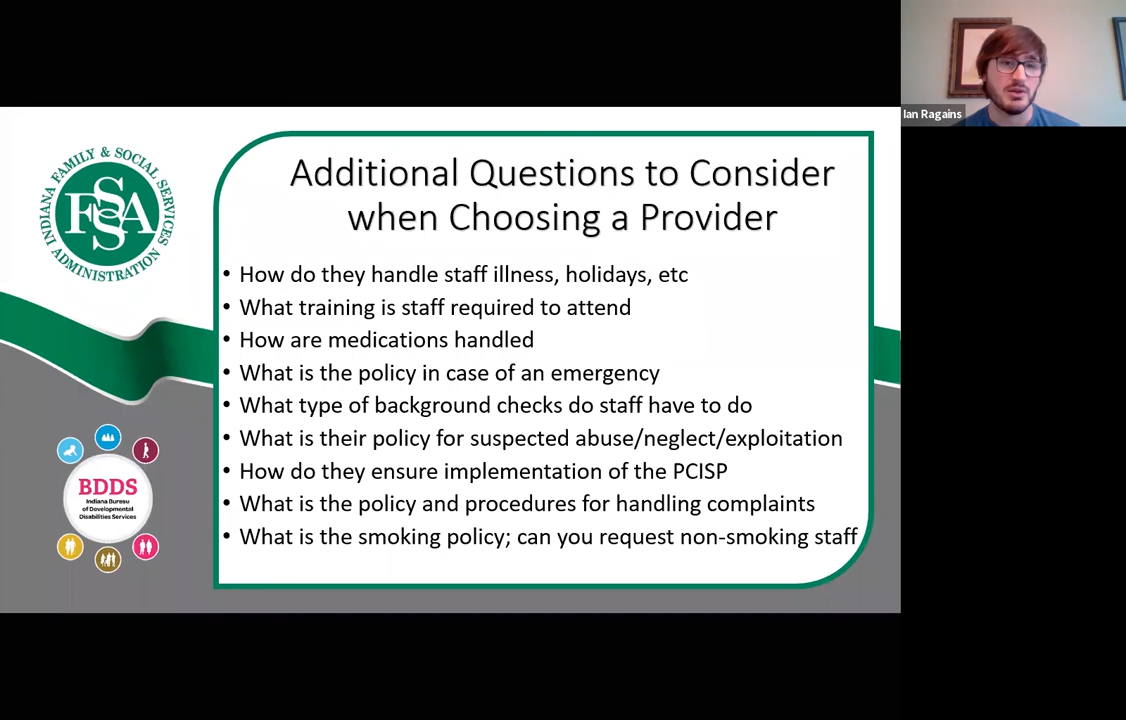 Ian Ragains
INDIANA FAMILY & SOCIAL SERVICES
ADMINISTRATION
FSSA
Additional Questions to Consider
when Choosing a Provider
• How do they handle staff illness, holidays, etc
• What training is staff required to attend
• How are medications handled
• What is the policy in case of an emergency
• What type of background checks do staff have to do
• What is their policy for suspected abuse/neglect/exploitation
• How do they ensure implementation of the PCISP
• What is the policy and procedures for handling complaints
• What is the smoking policy; can you request non-smoking staff
BDDS
Indiana Bureau
of Developmental
Disabilities Services